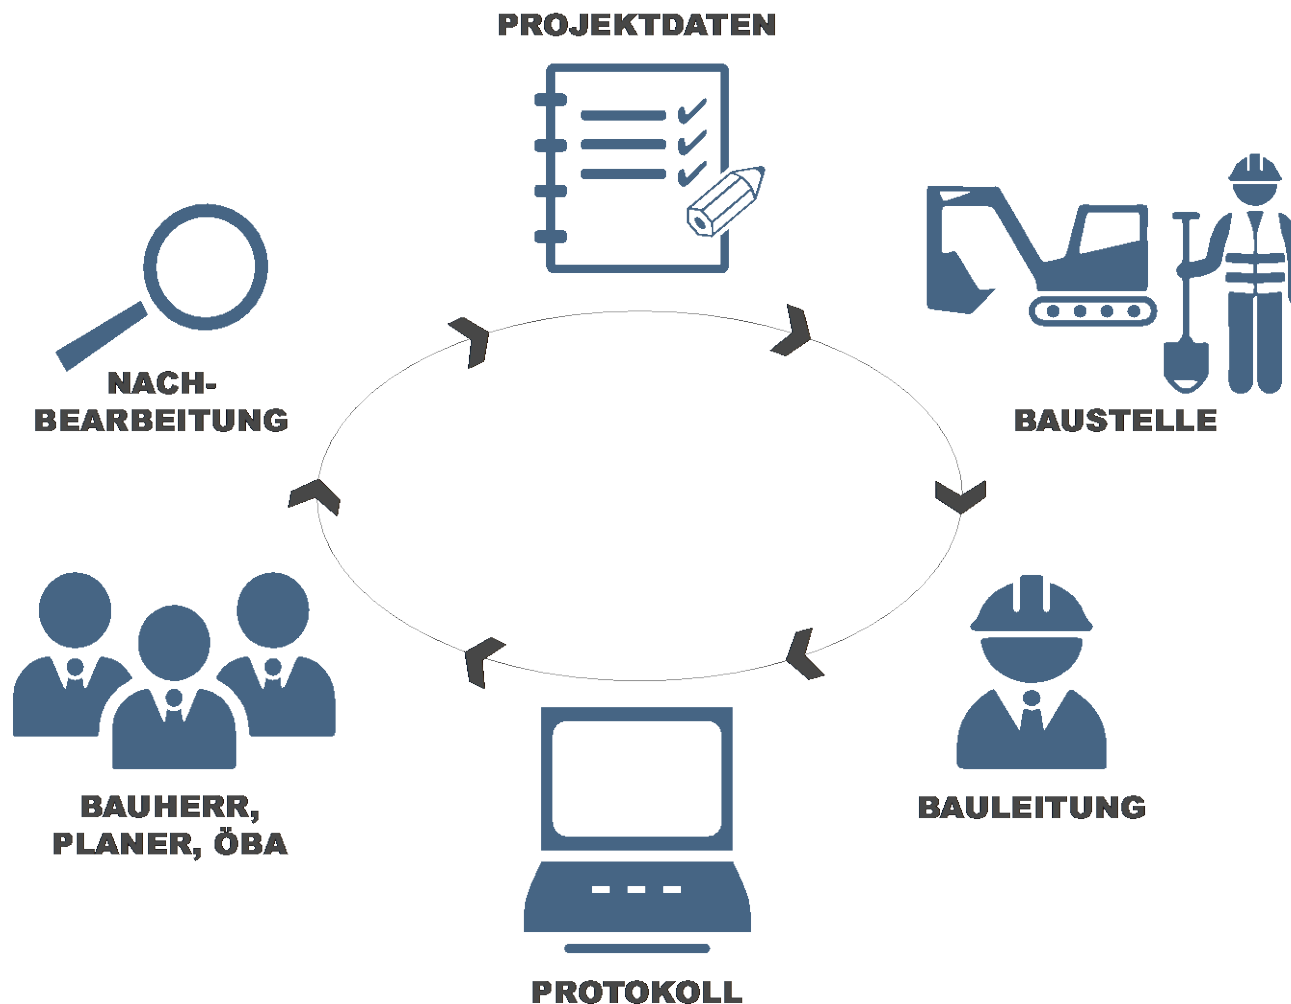 PROJEKTDATEN
BAUSTELLE
BAULEITUNG
PROTOKOLL
BAUHERR,
PLANER, ÖBA
NACH-
BEARBEITUNG